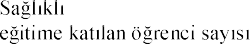 Sağlıklı
eğitime katılan öğrenci sayısı